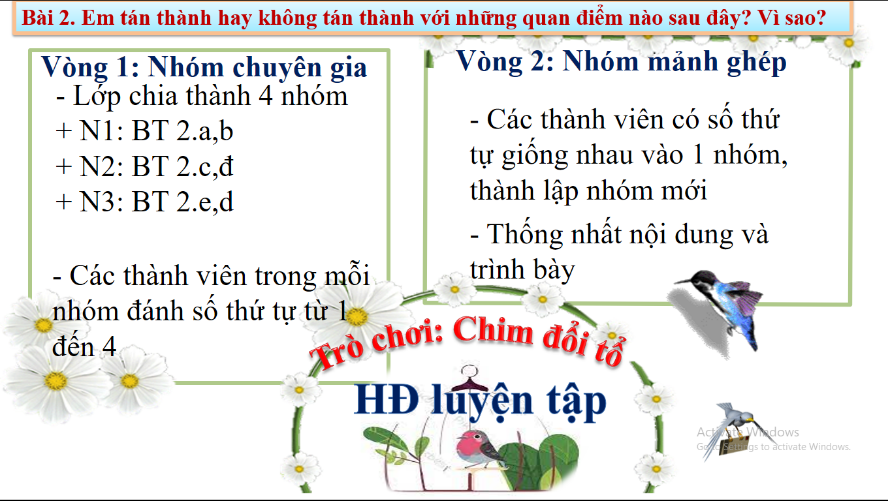 Bài 2. Em tán thành hay không tán thành với những quan điểm nào sau đây? Vì sao?
Vòng 1: Nhóm chuyên gia
- Lớp chia thành 4 nhóm
+ N1: BT 2.a,b
+ N2: BT 2.c,đ
+ N3: BT 2.e,d
- Các thành viên trong mỗi
nhóm đánh số thứ tự từ 1
đến 4
Vòng 2: Nhóm mảnh ghép
- Các thành viên có số thứ
tự giống nhau vào 1 nhóm,
thành lập nhóm mới
- Thống nhất nội dung và
trình bày
Trò chơi: Chim đổi tổ
HĐ luyện tập
Activate Windows
Go to Settings to activate Windows.